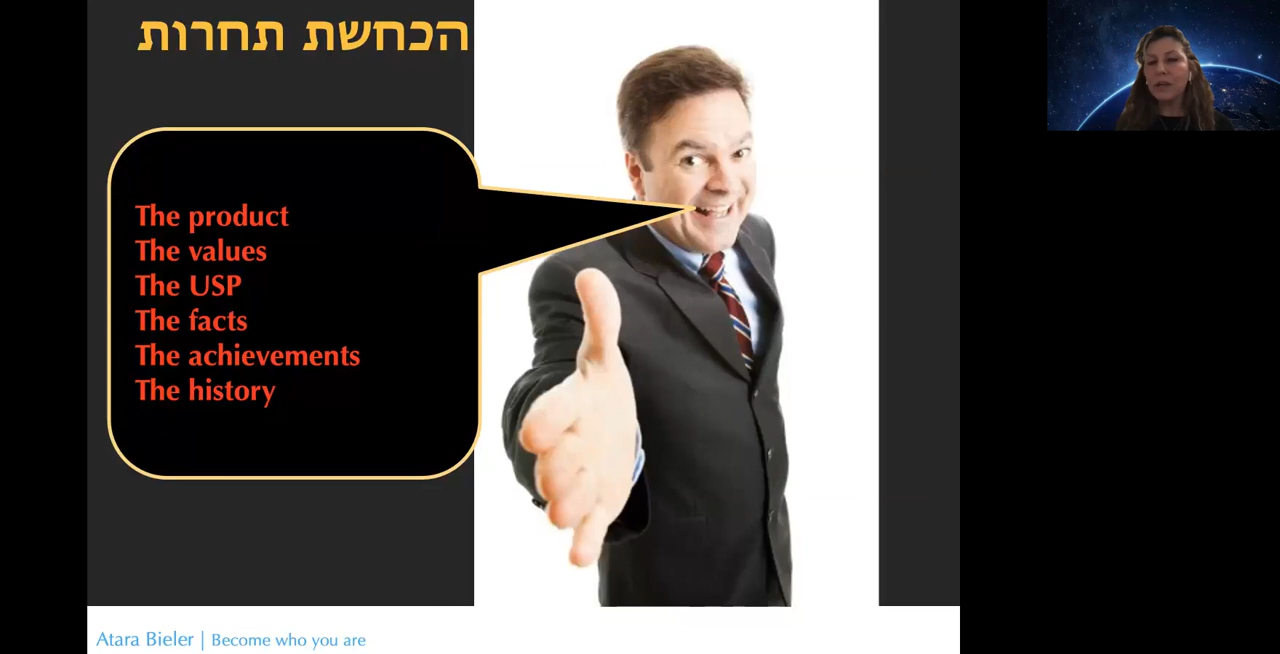 הכחשת תחרות
The product
The values
The USP
The facts
The achievements
The history
Atara Bieler | Become who you are